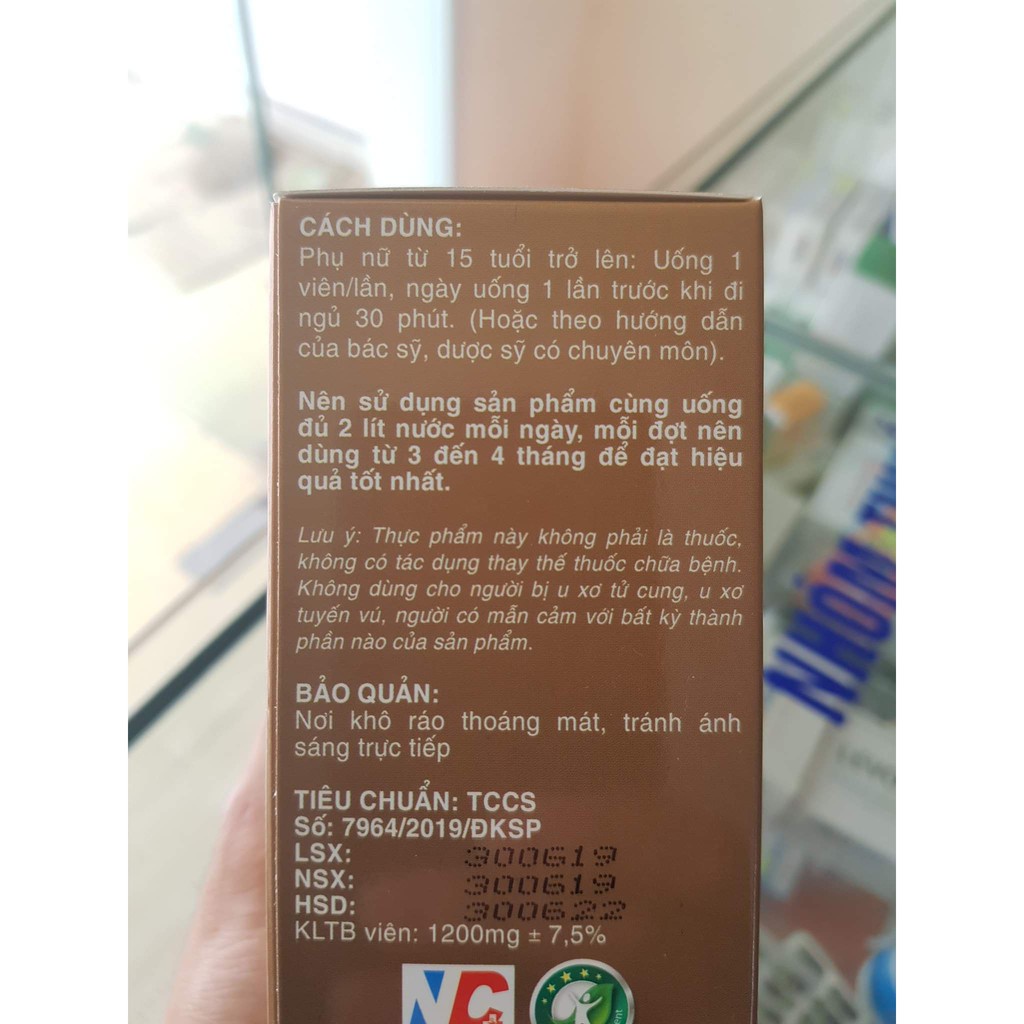 CÁCH DÙNG:
Phụ nữ từ 15 tuổi trở lên: Uống 1
viên/lần, ngày uống 1 lần trước khi đi
ngủ 30 phút. (Hoặc theo hướng dẫn
của bác sỹ, dược sỹ có chuyên môn).
Nên sử dụng sản phẩm cùng uống
đủ 2 lít nước mỗi ngày, mỗi đợt nên
dùng từ 3 đến 4 tháng để đạt hiệu
quả tốt nhất.
Lưu ý: Thực phẩm này không phải là thuốc,
không có tác dụng thay thế thuốc chữa bệnh.
Không dùng cho người bị u xơ tử cung, u xơ
tuyến vú, người có mẫn cảm với bất kỳ thành
phần nào của sản phẩm.
BẢO QUẢN:
Nơi khô ráo thoáng mát, tránh ánh
sáng trực tiếp
TIÊU CHUẨN: TCCS
Số: 7964/2019/ĐKSP
LSX: 300619
NSX: 300619
HSD: 300622
KLTB viên: 1200mg ± 7,5%
NC
NHÓM